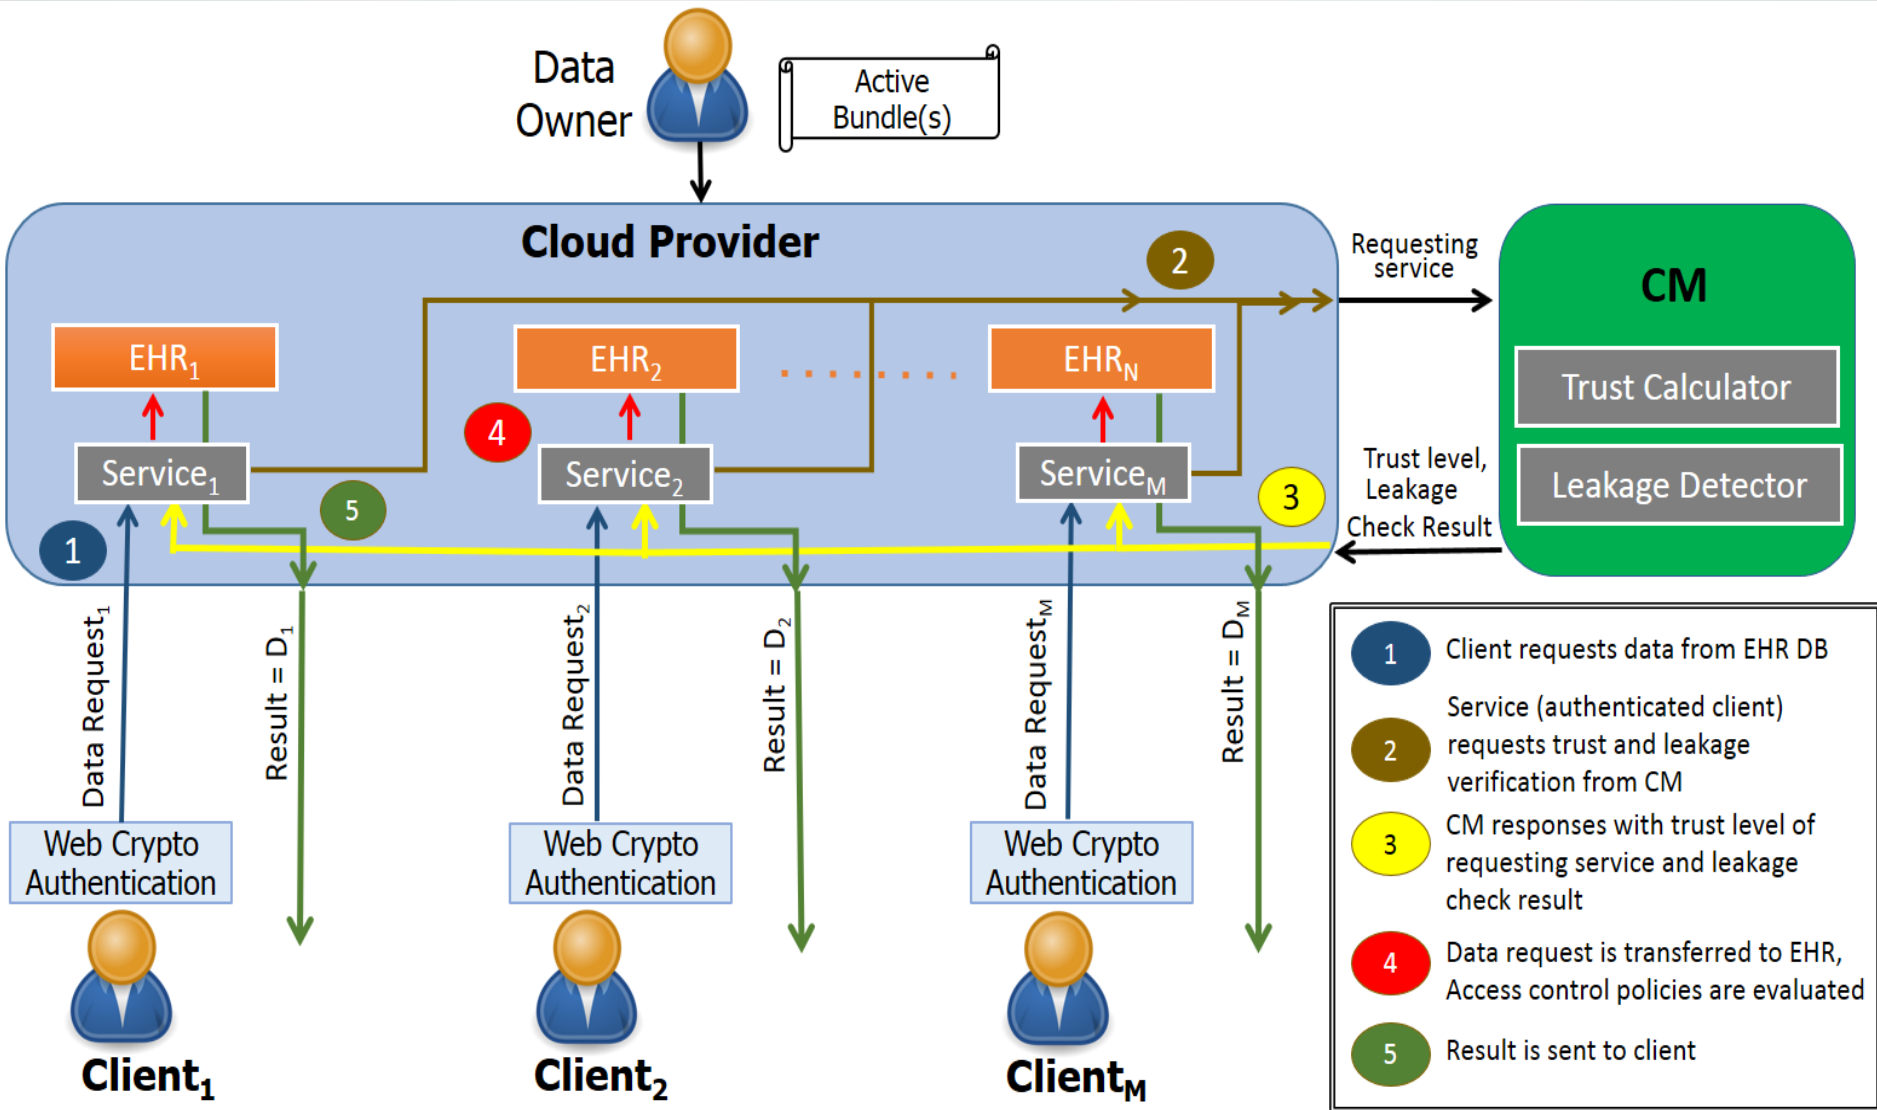 Data
Owner
Active
Bundle(s)
Cloud Provider
2
Requesting
service
CM
EHR₁
EHR₂
EHR_N
Trust Calculator
4
Service₁
Service₂
Service_M
Trust level,
Leakage
Check Result
Leakage Detector
5
3
1
Data Request₁
Result = D₁
Data Request₂
Result = D₂
Data Request_M
Result = D_M
Web Crypto
Authentication
Web Crypto
Authentication
Web Crypto
Authentication
Client₁
Client₂
Client_M
1
Client requests data from EHR DB
2
Service (authenticated client)
requests trust and leakage
verification from CM
3
CM responses with trust level of
requesting service and leakage
check result
4
Data request is transferred to EHR,
Access control policies are evaluated
5
Result is sent to client